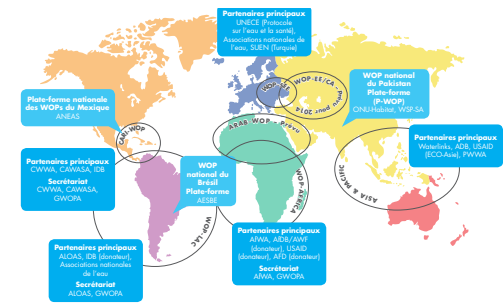 Partenaires principaux
UNECE (Protocole
sur l'eau et la santé),
Associations nationales de
l'eau, SUEN (Turquie)
WOP-SEE
WOP-EE/CA - Prévu pour 2014
WOP national
du Pakistan
Plate-forme
(P-WOP)
ONU-Habitat, WSP-SA
Plate-forme nationale
des WOPs du Mexique
ANEAS
CARI-WOP
ARAB WOP - Prévu
Partenaires principaux
Waterlinks, ADB, USAID
(ECO-Asie), PWWA
Partenaires principaux
CWWA, CAWASA, IDB
Secrétariat
CWWA, CAWASA,
GWOPA
WOP
national du
Brésil
Plate-forme
AESBE
WOP-AFRICA
ASIA & PACIFIC
WOP-LAC
Partenaires principaux
ALOAS, IDB (donateur),
Associations nationales
de l'eau
Secrétariat
ALOAS, GWOPA
Partenaires principaux
AfWA, AfDB/AWF
(donateur), USAID
(donateur), AFD (donateur)
Secrétariat
AfWA, GWOPA